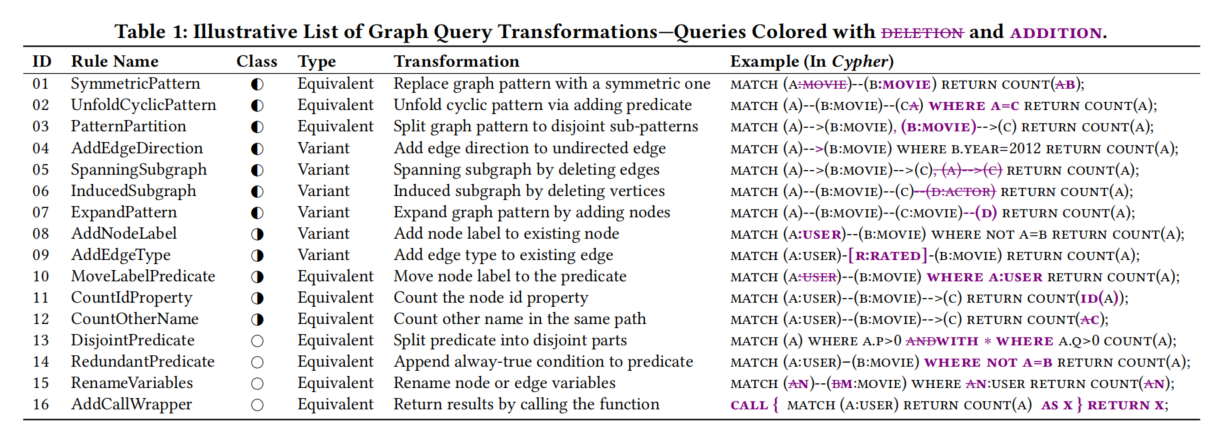 Table 1: Illustrative List of Graph Query Transformations—Queries Colored with DELETION and ADDITION.
ID Rule Name Class Type Transformation Example (In Cypher)
01 SymmetricPattern ◐ Equivalent Replace graph pattern with a symmetric one MATCH (A:MOVIE)--(B:MOVIE) RETURN COUNT(AB);
02 UnfoldCyclicPattern ◐ Equivalent Unfold cyclic pattern via adding predicate MATCH (A)--(B:MOVIE)--(CA) WHERE A=C RETURN COUNT(A);
03 PatternPartition ◐ Equivalent Split graph pattern to disjoint sub-patterns MATCH (A)-->(B:MOVIE), (B:MOVIE)-->(C) RETURN COUNT(A);
04 AddEdgeDirection ◐ Variant Add edge direction to undirected edge MATCH (A)-->(B:MOVIE) WHERE B.YEAR=2012 RETURN COUNT(A);
05 SpanningSubgraph ◐ Variant Spanning subgraph by deleting edges MATCH (A)-->(B:MOVIE)-->(C), (A)-->(C) RETURN COUNT(A);
06 InducedSubgraph ◐ Variant Induced subgraph by deleting vertices MATCH (A)--(B:MOVIE)--(C)--(D:ACTOR) RETURN COUNT(A);
07 ExpandPattern ◐ Variant Expand graph pattern by adding nodes MATCH (A)--(B:MOVIE)--(C:MOVIE)--(D) RETURN COUNT(A);
08 AddNodeLabel ◑ Variant Add node label to existing node MATCH (A:USER)--(B:MOVIE) WHERE NOT A=B RETURN COUNT(A);
09 AddEdgeType ◑ Variant Add edge type to existing edge MATCH (A:USER)-[R:RATED]-(B:MOVIE) RETURN COUNT(A);
10 MoveLabelPredicate ◑ Equivalent Move node label to the predicate MATCH (A:USER)--(B:MOVIE) WHERE A:USER RETURN COUNT(A);
11 CountIdProperty ◑ Equivalent Count the node id property MATCH (A:USER)--(B:MOVIE)-->(C) RETURN COUNT(ID(A));
12 CountOtherName ◑ Equivalent Count other name in the same path MATCH (A:USER)--(B:MOVIE)-->(C) RETURN COUNT(AC);
13 DisjointPredicate ○ Equivalent Split predicate into disjoint parts MATCH (A) WHERE A.P>0 ANDWITH * WHERE A.Q>0 COUNT(A);
14 RedundantPredicate ○ Equivalent Append alway-true condition to predicate MATCH (A:USER)–(B:MOVIE) WHERE NOT A=B RETURN COUNT(A);
15 RenameVariables ○ Equivalent Rename node or edge variables MATCH (AN)--(BM:MOVIE) WHERE AN:USER RETURN COUNT(AN);
16 AddCallWrapper ○ Equivalent Return results by calling the function CALL { MATCH (A:USER) RETURN COUNT(A) AS X } RETURN X;